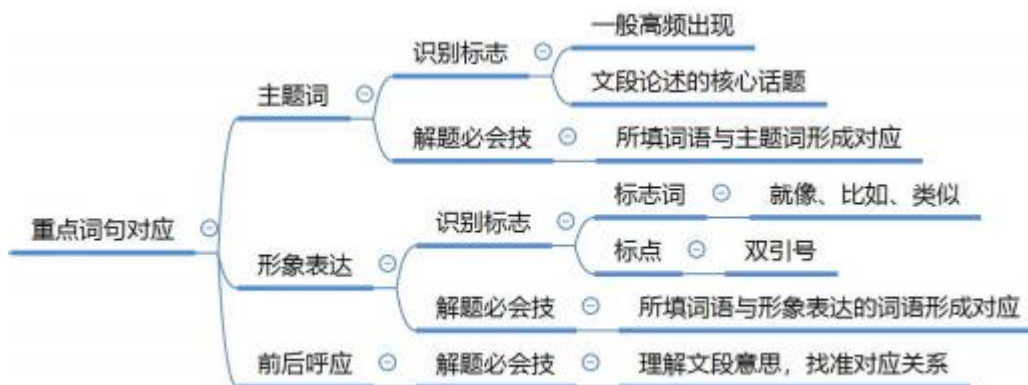 重点词句对应
主题词
识别标志
一般高频出现
文段论述的核心话题
解题必会技
所填词语与主题词形成对应
形象表达
识别标志
标志词
就像、比如、类似
标点
双引号
解题必会技
所填词语与形象表达的词语形成对应
前后呼应
解题必会技
理解文段意思，找准对应关系